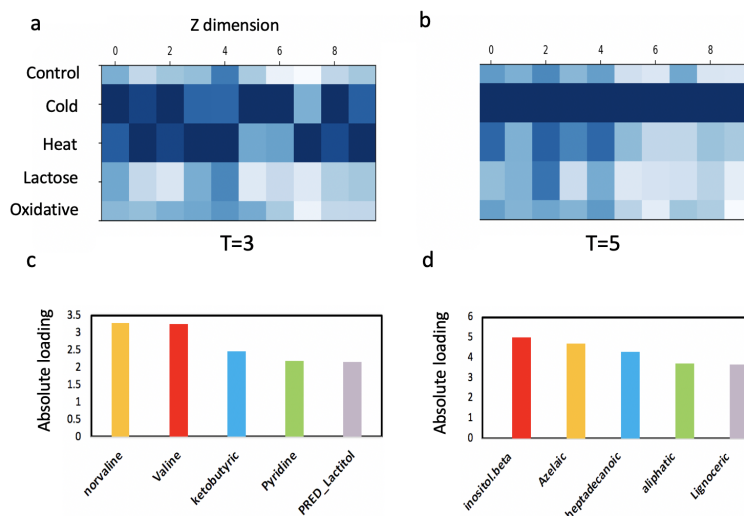 a
Z dimension
b
0 2 4 6 8
0 2 4 6 8
Control
Cold
Heat
Lactose
Oxidative
T=3
T=5
c
d
Absolute loading
3.5
3
2.5
2
1.5
1
0.5
0
norvaline
Valine
ketobutyric
Pyridine
PRED_Lactitol
Absolute loading
6
5
4
3
2
1
0
inositol.beta
Azelaic
heptadecanoic
aliphatic
Lignoceric